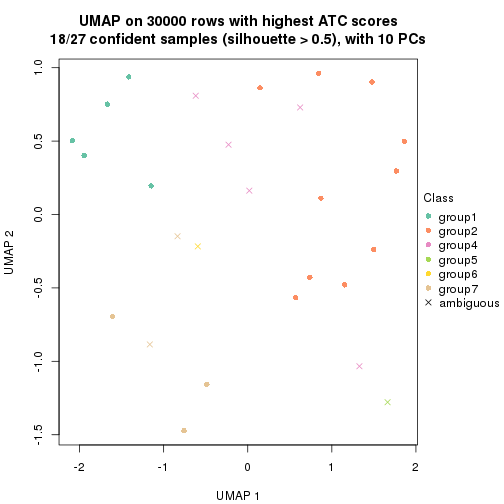 UMAP on 30000 rows with highest ATC scores
18/27 confident samples (silhouette > 0.5), with 10 PCs
1.0
0.5
0.0
-0.5
-1.0
-1.5
UMAP 2
-2
-1
0
1
2
UMAP 1
Class
group1
group2
group4
group5
group6
group7
ambiguous